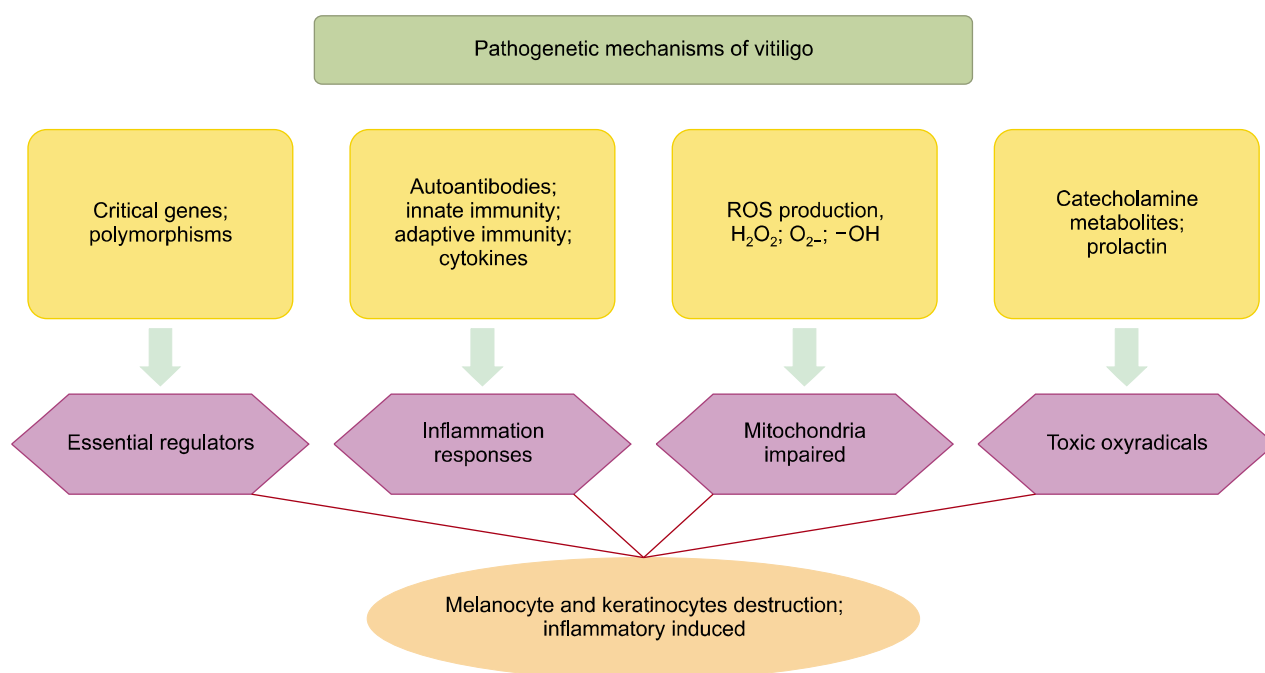 Pathogenetic mechanisms of vitiligo
Critical genes;
polymorphisms
Autoantibodies;
innate immunity;
adaptive immunity;
cytokines
ROS production,
H₂O₂; O₂₋; −OH
Catecholamine
metabolites;
prolactin
Essential regulators
Inflammation
responses
Mitochondria
impaired
Toxic oxyradicals
Melanocyte and keratinocytes destruction;
inflammatory induced